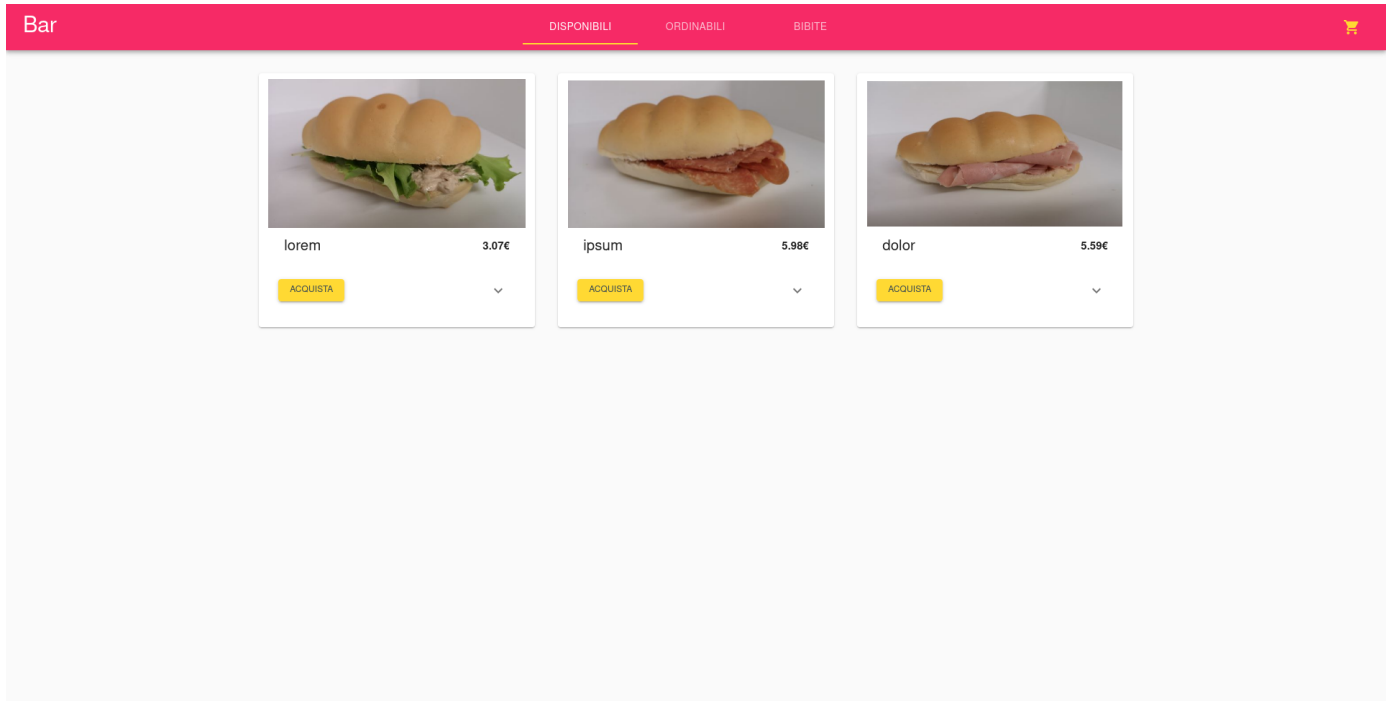 Bar
DISPONIBILI ORDINABILI BIBITE
lorem 3.07€
ipsum 5.98€
dolor 5.59€
ACQUISTA
ACQUISTA
ACQUISTA